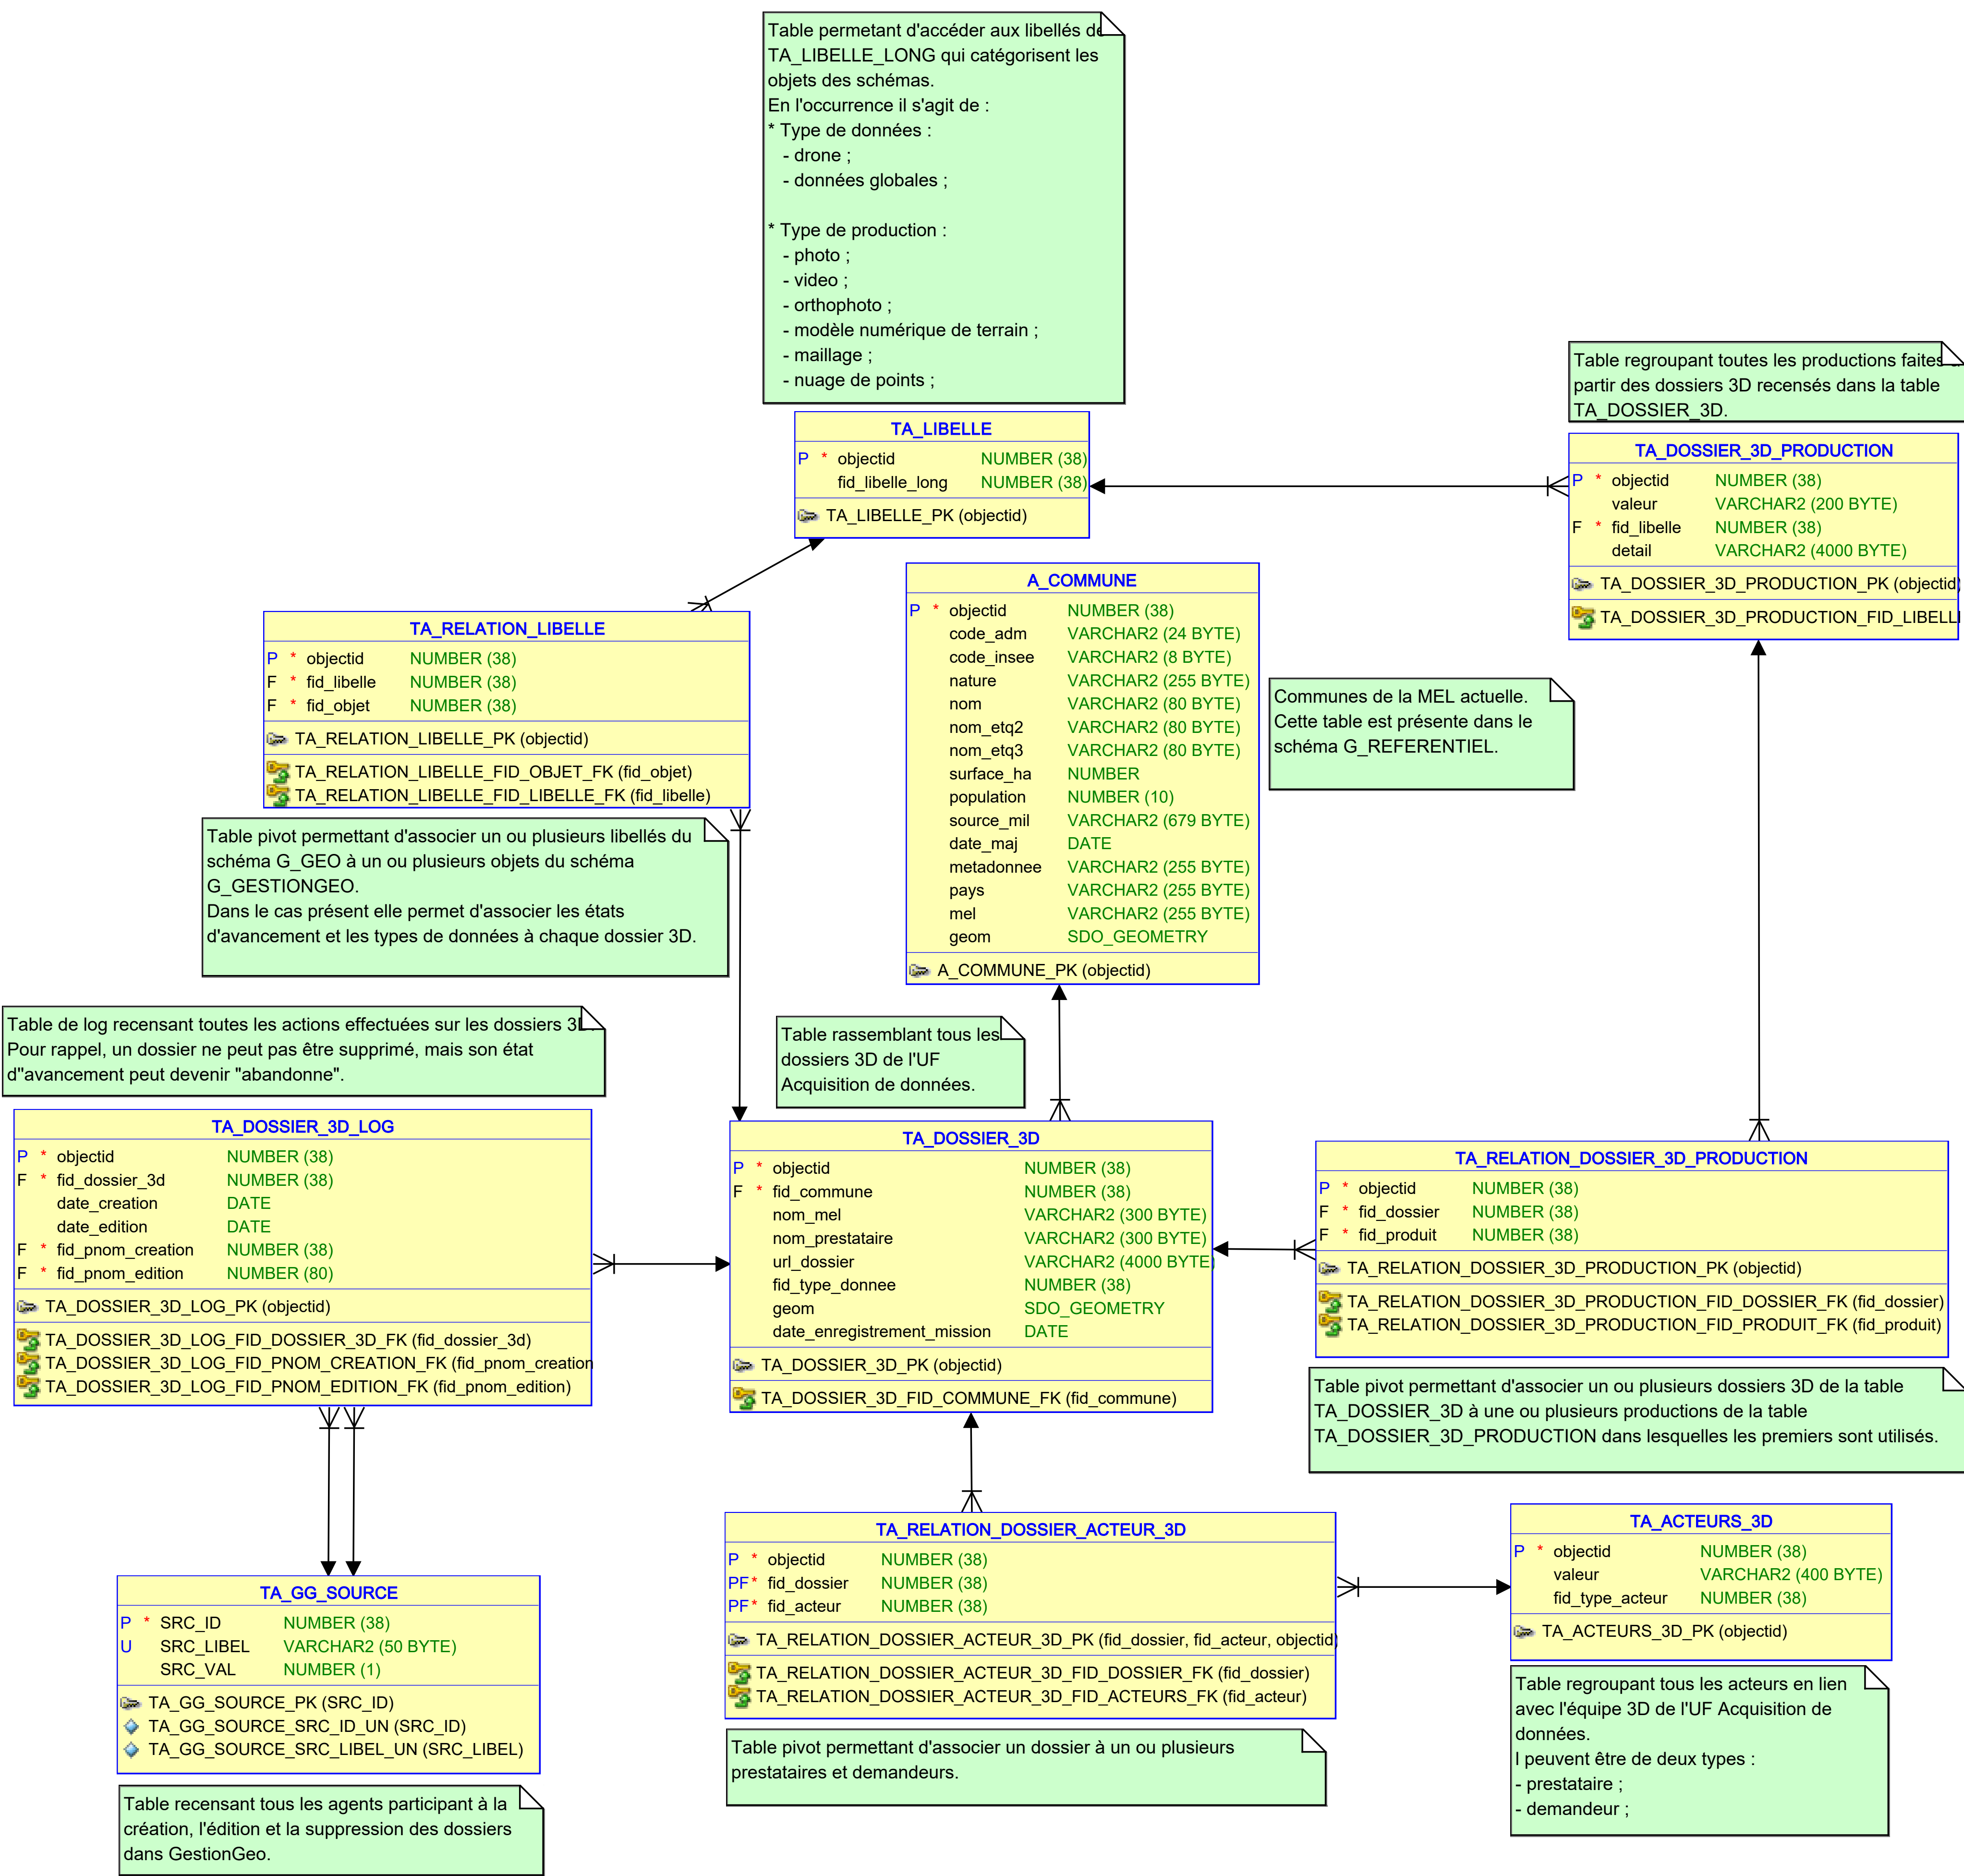 Table permetant d'accéder aux libellés de
TA_LIBELLE_LONG qui catégorisent les
objets des schémas.
En l'occurrence il s'agit de :
* Type de données :
- drone ;
- données globales ;
* Type de production :
- photo ;
- video ;
- orthophoto ;
- modèle numérique de terrain ;
- maillage ;
- nuage de points ;
Table regroupant toutes les productions faites
partir des dossiers 3D recensés dans la table
TA_DOSSIER_3D.
TA_LIBELLE
P * objectid NUMBER (38)
fid_libelle_long NUMBER (38)
TA_LIBELLE_PK (objectid)
TA_DOSSIER_3D_PRODUCTION
P * objectid NUMBER (38)
valeur VARCHAR2 (200 BYTE)
F * fid_libelle NUMBER (38)
detail VARCHAR2 (4000 BYTE)
TA_DOSSIER_3D_PRODUCTION_PK (objectid)
TA_DOSSIER_3D_PRODUCTION_FID_LIBELL
TA_RELATION_LIBELLE
P * objectid NUMBER (38)
F * fid_libelle NUMBER (38)
F * fid_objet NUMBER (38)
TA_RELATION_LIBELLE_PK (objectid)
TA_RELATION_LIBELLE_FID_OBJET_FK (fid_objet)
TA_RELATION_LIBELLE_FID_LIBELLE_FK (fid_libelle)
A_COMMUNE
P * objectid NUMBER (38)
code_adm VARCHAR2 (24 BYTE)
code_insee VARCHAR2 (8 BYTE)
nature VARCHAR2 (255 BYTE)
nom VARCHAR2 (80 BYTE)
nom_etq2 VARCHAR2 (80 BYTE)
nom_etq3 VARCHAR2 (80 BYTE)
surface_ha NUMBER
population NUMBER (10)
source_mil VARCHAR2 (679 BYTE)
date_maj DATE
metadonnee VARCHAR2 (255 BYTE)
pays VARCHAR2 (255 BYTE)
mel VARCHAR2 (255 BYTE)
geom SDO_GEOMETRY
A_COMMUNE_PK (objectid)
Communes de la MEL actuelle.
Cette table est présente dans le
schéma G_REFERENTIEL.
Table pivot permettant d'associer un ou plusieurs libellés du
schéma G_GEO à un ou plusieurs objets du schéma
G_GESTIONGEO.
Dans le cas présent elle permet d'associer les états
d'avancement et les types de données à chaque dossier 3D.
Table de log recensant toutes les actions effectuées sur les dossiers 3D.
Pour rappel, un dossier ne peut pas être supprimé, mais son état
d''avancement peut devenir "abandonne".
Table rassemblant tous les
dossiers 3D de l'UF
Acquisition de données.
TA_DOSSIER_3D_LOG
P * objectid NUMBER (38)
F * fid_dossier_3d NUMBER (38)
date_creation DATE
date_edition DATE
F * fid_pnom_creation NUMBER (38)
F * fid_pnom_edition NUMBER (80)
TA_DOSSIER_3D_LOG_PK (objectid)
TA_DOSSIER_3D_LOG_FID_DOSSIER_3D_FK (fid_dossier_3d)
TA_DOSSIER_3D_LOG_FID_PNOM_CREATION_FK (fid_pnom_creation
TA_DOSSIER_3D_LOG_FID_PNOM_EDITION_FK (fid_pnom_edition)
TA_DOSSIER_3D
P * objectid NUMBER (38)
F * fid_commune NUMBER (38)
nom_mel VARCHAR2 (300 BYTE)
nom_prestataire VARCHAR2 (300 BYTE)
url_dossier VARCHAR2 (4000 BYTE)
fid_type_donnee NUMBER (38)
geom SDO_GEOMETRY
date_enregistrement_mission DATE
TA_DOSSIER_3D_PK (objectid)
TA_DOSSIER_3D_FID_COMMUNE_FK (fid_commune)
TA_RELATION_DOSSIER_3D_PRODUCTION
P * objectid NUMBER (38)
F * fid_dossier NUMBER (38)
F * fid_produit NUMBER (38)
TA_RELATION_DOSSIER_3D_PRODUCTION_PK (objectid)
TA_RELATION_DOSSIER_3D_PRODUCTION_FID_DOSSIER_FK (fid_dossier)
TA_RELATION_DOSSIER_3D_PRODUCTION_FID_PRODUIT_FK (fid_produit)
Table pivot permettant d'associer un ou plusieurs dossiers 3D de la table
TA_DOSSIER_3D à une ou plusieurs productions de la table
TA_DOSSIER_3D_PRODUCTION dans lesquelles les premiers sont utilisés.
TA_GG_SOURCE
P * SRC_ID NUMBER (38)
U SRC_LIBEL VARCHAR2 (50 BYTE)
SRC_VAL NUMBER (1)
TA_GG_SOURCE_PK (SRC_ID)
TA_GG_SOURCE_SRC_ID_UN (SRC_ID)
TA_GG_SOURCE_SRC_LIBEL_UN (SRC_LIBEL)
Table recensant tous les agents participant à la
création, l'édition et la suppression des dossiers
dans GestionGeo.
TA_RELATION_DOSSIER_ACTEUR_3D
P * objectid NUMBER (38)
PF * fid_dossier NUMBER (38)
PF * fid_acteur NUMBER (38)
TA_RELATION_DOSSIER_ACTEUR_3D_PK (fid_dossier, fid_acteur, objectid)
TA_RELATION_DOSSIER_ACTEUR_3D_FID_DOSSIER_FK (fid_dossier)
TA_RELATION_DOSSIER_ACTEUR_3D_FID_ACTEURS_FK (fid_acteur)
Table pivot permettant d'associer un dossier à un ou plusieurs
prestataires et demandeurs.
TA_ACTEURS_3D
P * objectid NUMBER (38)
valeur VARCHAR2 (400 BYTE)
fid_type_acteur NUMBER (38)
TA_ACTEURS_3D_PK (objectid)
Table regroupant tous les acteurs en lien
avec l'équipe 3D de l'UF Acquisition de
données.
I peuvent être de deux types :
- prestataire ;
- demandeur ;